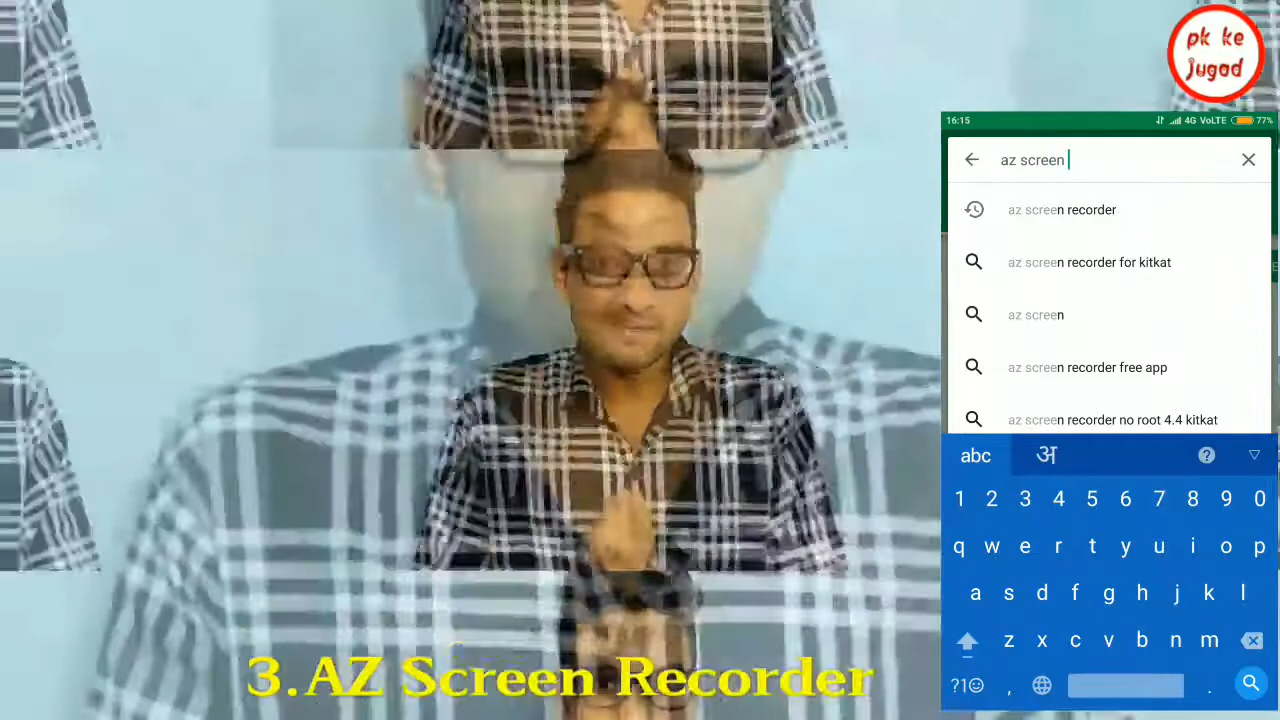 pk ke
jugad
16:15
4G VoLTE
77%
az screen
az screen recorder
az screen recorder for kitkat
az screen
az screen recorder free app
az screen recorder no root 4.4 kitkat
abc अ
1 2 3 4 5 6 7 8 9 0
q w e r t y u i o p
a s d f g h j k l
z x c v b n m
?1☺ , .
3.AZ Screen Recorder